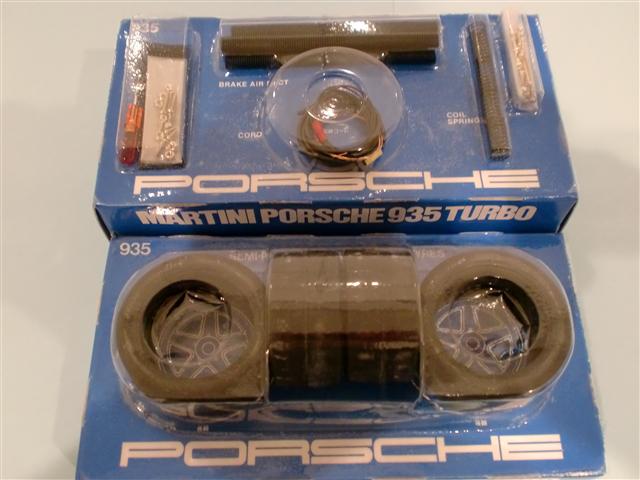 935
BRAKE AIR DUCT
CORD
COIL
SPRING
PORSCHE
MARTINI PORSCHE 935 TURBO
935
PORSCHE